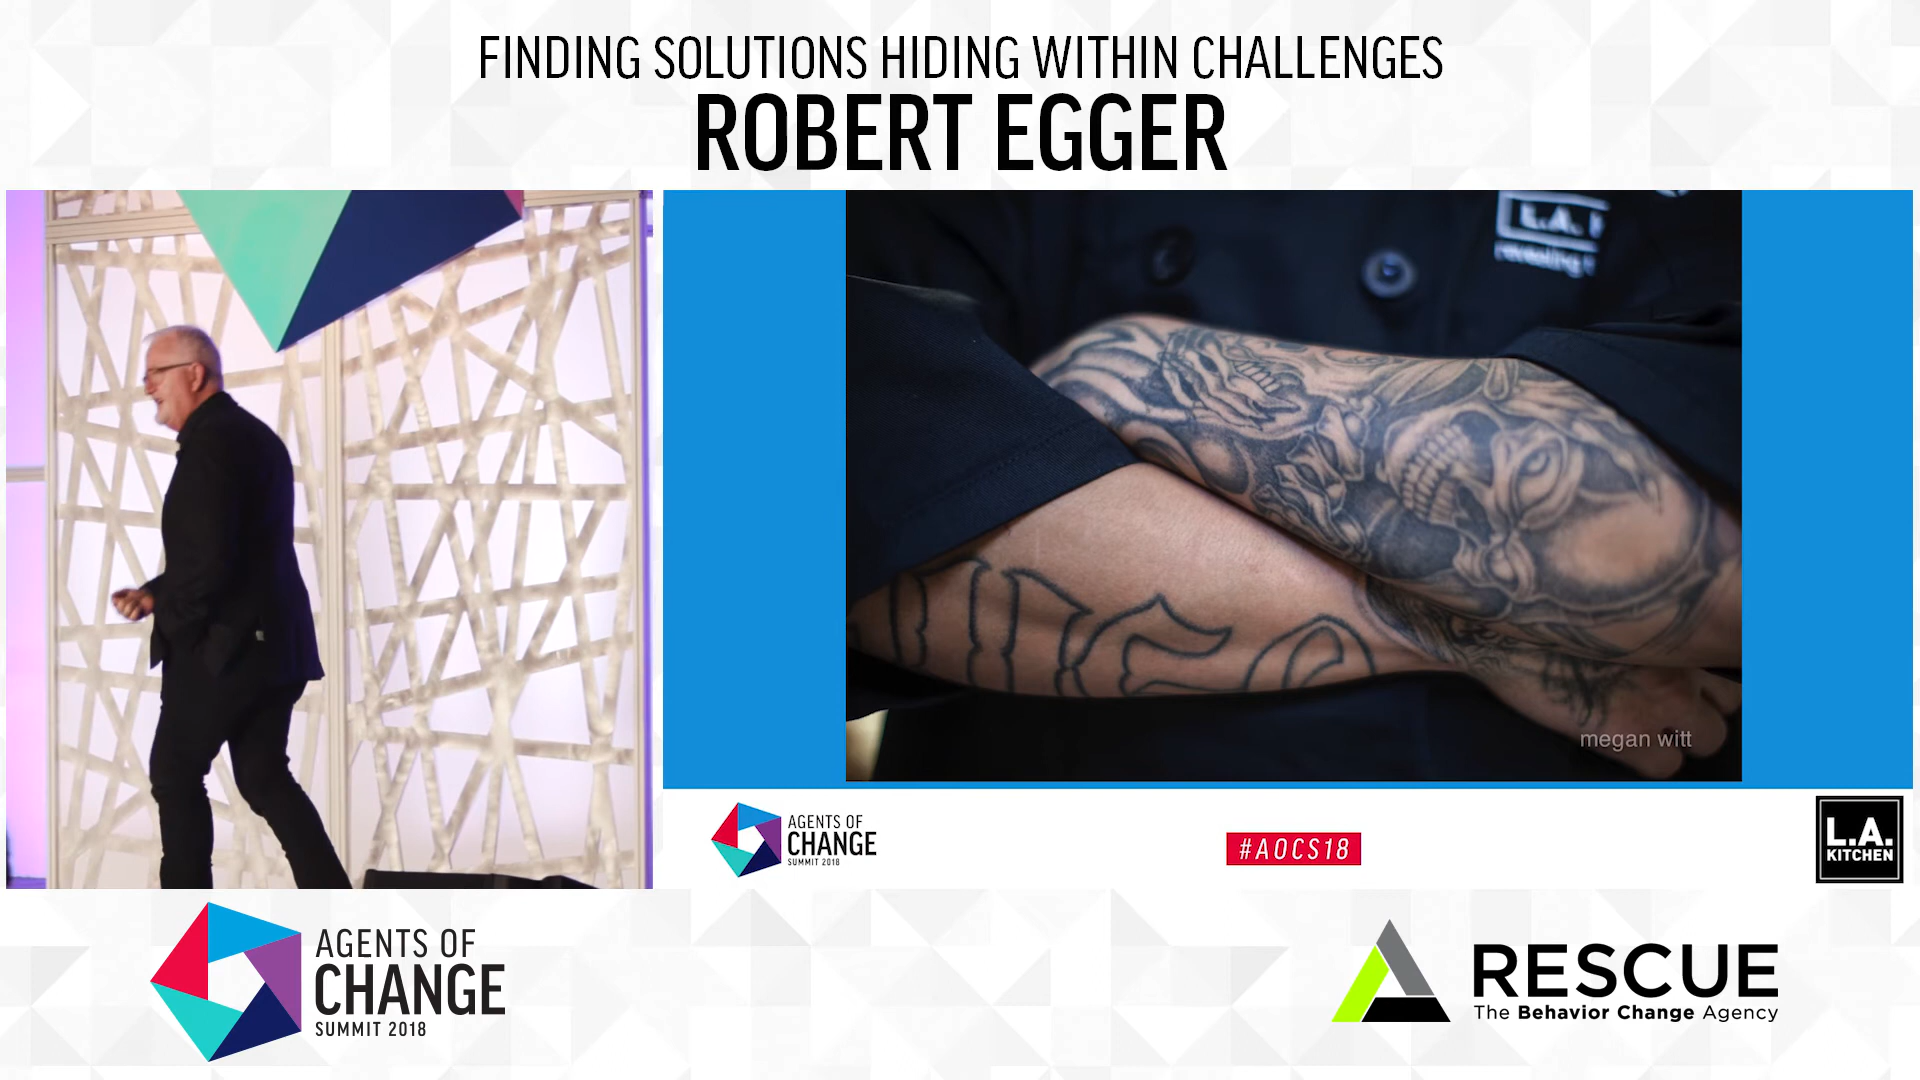 FINDING SOLUTIONS HIDING WITHIN CHALLENGES
ROBERT EGGER
L.A.
megan witt
AGENTS OF
CHANGE
SUMMIT 2018
#AOCS18
L.A.
KITCHEN
AGENTS OF
CHANGE
SUMMIT 2018
RESCUE
The Behavior Change Agency